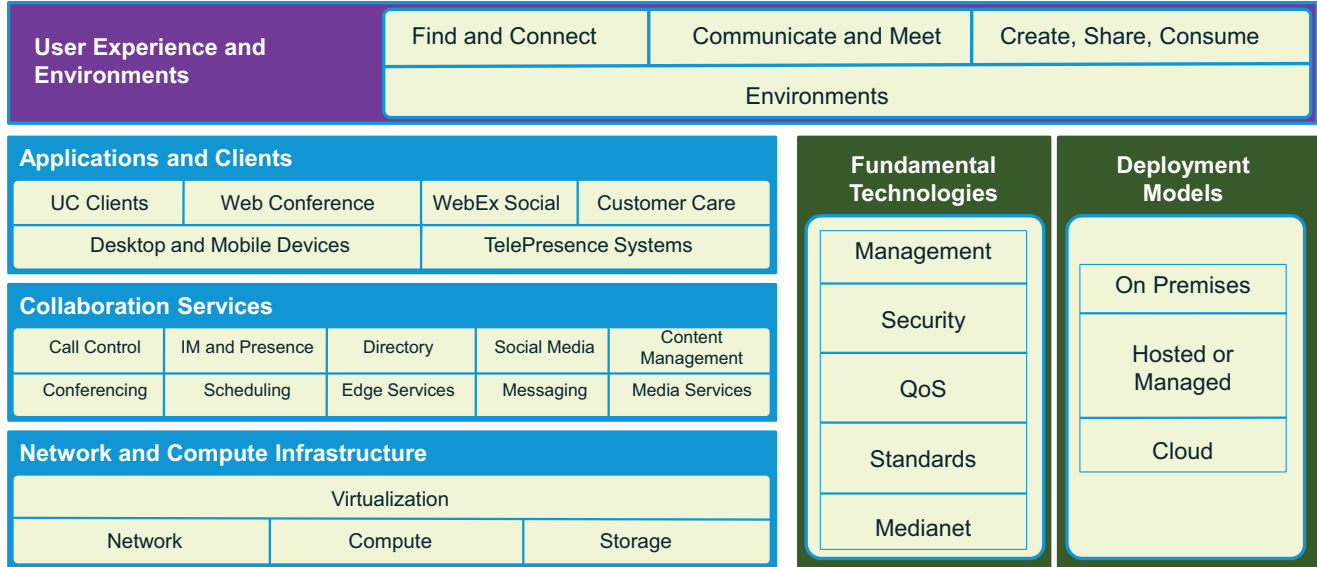 User Experience and
Environments
Find and Connect
Communicate and Meet
Create, Share, Consume
Environments
Applications and Clients
UC Clients
Web Conference
WebEx Social
Customer Care
Desktop and Mobile Devices
TelePresence Systems
Collaboration Services
Call Control
IM and Presence
Directory
Social Media
Content
Management
Conferencing
Scheduling
Edge Services
Messaging
Media Services
Network and Compute Infrastructure
Virtualization
Network
Compute
Storage
Fundamental
Technologies
Management
Security
QoS
Standards
Medianet
Deployment
Models
On Premises
Hosted or
Managed
Cloud